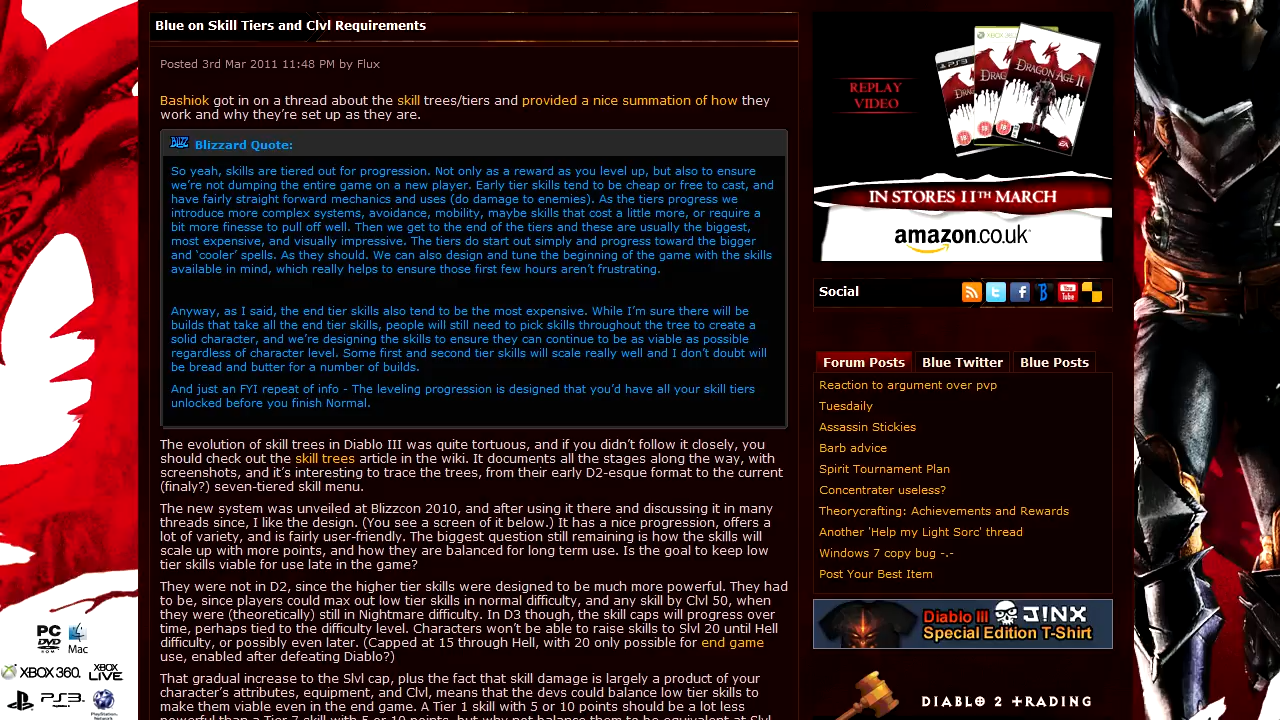 Blue on Skill Tiers and Clvl Requirements
Posted 3rd Mar 2011 11:48 PM by Flux
Bashiok got in on a thread about the skill trees/tiers and provided a nice summation of how they
work and why they're set up as they are.
BLIZZ Blizzard Quote:
So yeah, skills are tiered out for progression. Not only as a reward as you level up, but also to ensure
we're not dumping the entire game on a new player. Early tier skills tend to be cheap or free to cast, and
have fairly straight forward mechanics and uses (do damage to enemies). As the tiers progress we
introduce more complex systems, avoidance, mobility, maybe skills that cost a little more, or require a
bit more finesse to pull off well. Then we get to the end of the tiers and these are usually the biggest,
most expensive, and visually impressive. The tiers do start out simply and progress toward the bigger
and 'cooler' spells. As they should. We can also design and tune the beginning of the game with the skills
available in mind, which really helps to ensure those first few hours aren't frustrating.
Anyway, as I said, the end tier skills also tend to be the most expensive. While I'm sure there will be
builds that take all the end tier skills, people will still need to pick skills throughout the tree to create a
solid character, and we're designing the skills to ensure they can continue to be as viable as possible
regardless of character level. Some first and second tier skills will scale really well and I don't doubt will
be bread and butter for a number of builds.
And just an FYI repeat of info - The leveling progression is designed that you'd have all your skill tiers
unlocked before you finish Normal.
The evolution of skill trees in Diablo III was quite tortuous, and if you didn't follow it closely, you
should check out the skill trees article in the wiki. It documents all the stages along the way, with
screenshots, and it's interesting to trace the trees, from their early D2-esque format to the current
(finaly?) seven-tiered skill menu.
The new system was unveiled at Blizzcon 2010, and after using it there and discussing it in many
threads since, I like the design. (You see a screen of it below.) It has a nice progression, offers a
lot of variety, and is fairly user-friendly. The biggest question still remaining is how the skills will
scale up with more points, and how they are balanced for long term use. Is the goal to keep low
tier skills viable for use late in the game?
They were not in D2, since the higher tier skills were designed to be much more powerful. They had
to be, since players could max out low tier skills in normal difficulty, and any skill by Clvl 50, when
they were (theoretically) still in Nightmare difficulty. In D3 though, the skill caps will progress over
time, perhaps tied to the difficulty level. Characters won't be able to raise skills to Slvl 20 until Hell
difficulty, or possibly even later. (Capped at 15 through Hell, with 20 only possible for end game
use, enabled after defeating Diablo?)
That gradual increase to the Slvl cap, plus the fact that skill damage is largely a product of your
character's attributes, equipment, and Clvl, means that the devs could balance low tier skills to
make them viable even in the end game. A Tier 1 skill with 5 or 10 points should be a lot less
powerful than a Tier 7 skill with 5 or 10 points, but why not balance them to be equivalent at Slvl
REPLAY
VIDEO
DRAGON AGE II
IN STORES 11TH MARCH
amazon.co.uk
Social
You
Tube
Forum Posts
Blue Twitter
Blue Posts
Reaction to argument over pvp
Tuesdaily
Assassin Stickies
Barb advice
Spirit Tournament Plan
Concentrater useless?
Theorycrafting: Achievements and Rewards
Another 'Help my Light Sorc' thread
Windows 7 copy bug -.-
Post Your Best Item
Diablo III J!NX
Special Edition T-Shirt
DIABLO 2 TRADING
PC
DVD
Mac
XBOX 360
XBOX
LIVE
PS3
PlayStation
Network